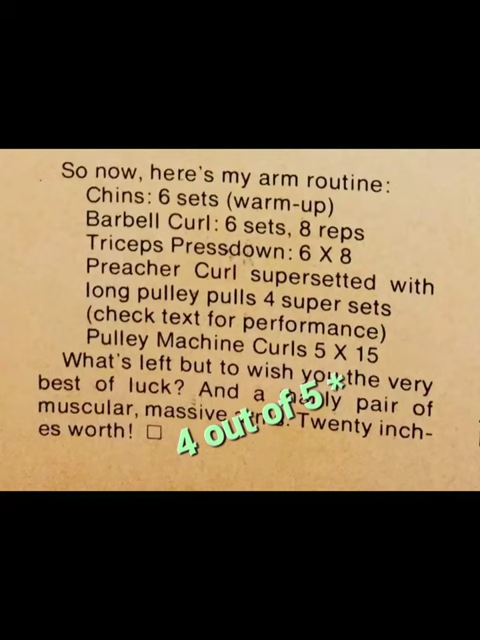 So now, here's my arm routine:
Chins: 6 sets (warm-up)
Barbell Curl: 6 sets, 8 reps
Triceps Pressdown: 6 X 8
Preacher Curl supersetted with
long pulley pulls 4 super sets
(check text for performance)
Pulley Machine Curls 5 X 15
What's left but to wish you the very
best of luck? And a pair of
muscular, massive Twenty inch-
es worth! □
4 out of 5*